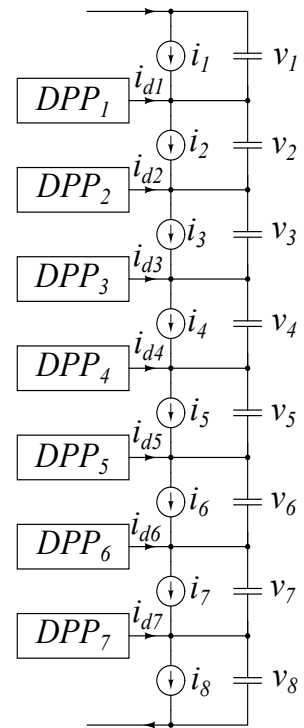 i1
v1
DPP1
id1
i2
v2
DPP2
id2
i3
v3
DPP3
id3
i4
v4
DPP4
id4
i5
v5
DPP5
id5
i6
v6
DPP6
id6
i7
v7
DPP7
id7
i8
v8